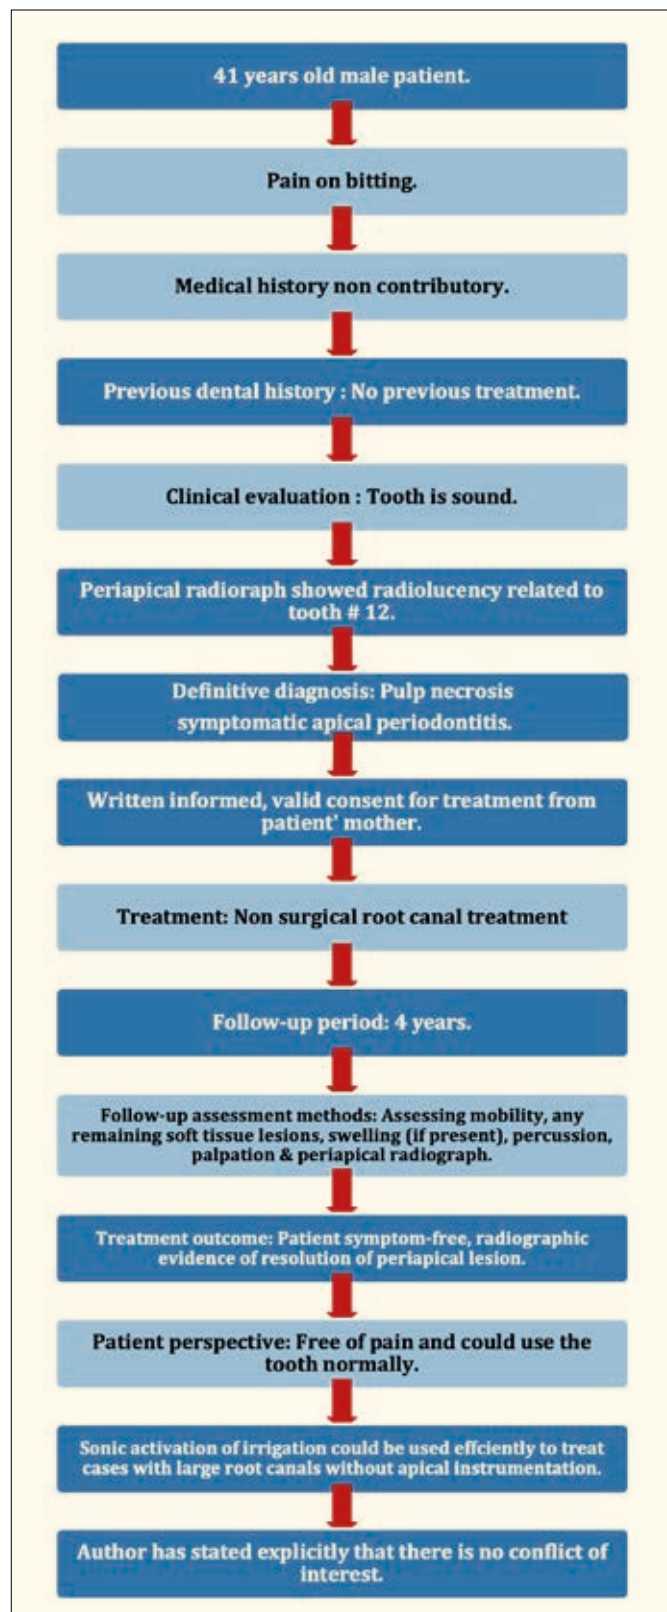 41 years old male patient.
Pain on bitting.
Medical history non contributory.
Previous dental history : No previous treatment.
Clinical evaluation : Tooth is sound.
Periapical radioraph showed radiolucency related to
tooth # 12.
Definitive diagnosis: Pulp necrosis
symptomatic apical periodontitis.
Written informed, valid consent for treatment from
patient' mother.
Treatment: Non surgical root canal treatment
Follow-up period: 4 years.
Follow-up assessment methods: Assessing mobility, any
remaining soft tissue lesions, swelling (if present), percussion,
palpation & periapical radiograph.
Treatment outcome: Patient symptom-free, radiographic
evidence of resolution of periapical lesion.
Patient perspective: Free of pain and could use the
tooth normally.
Sonic activation of irrigation could be used effciently to treat
cases with large root canals without apical instrumentation.
Author has stated explicitly that there is no conflict of
interest.